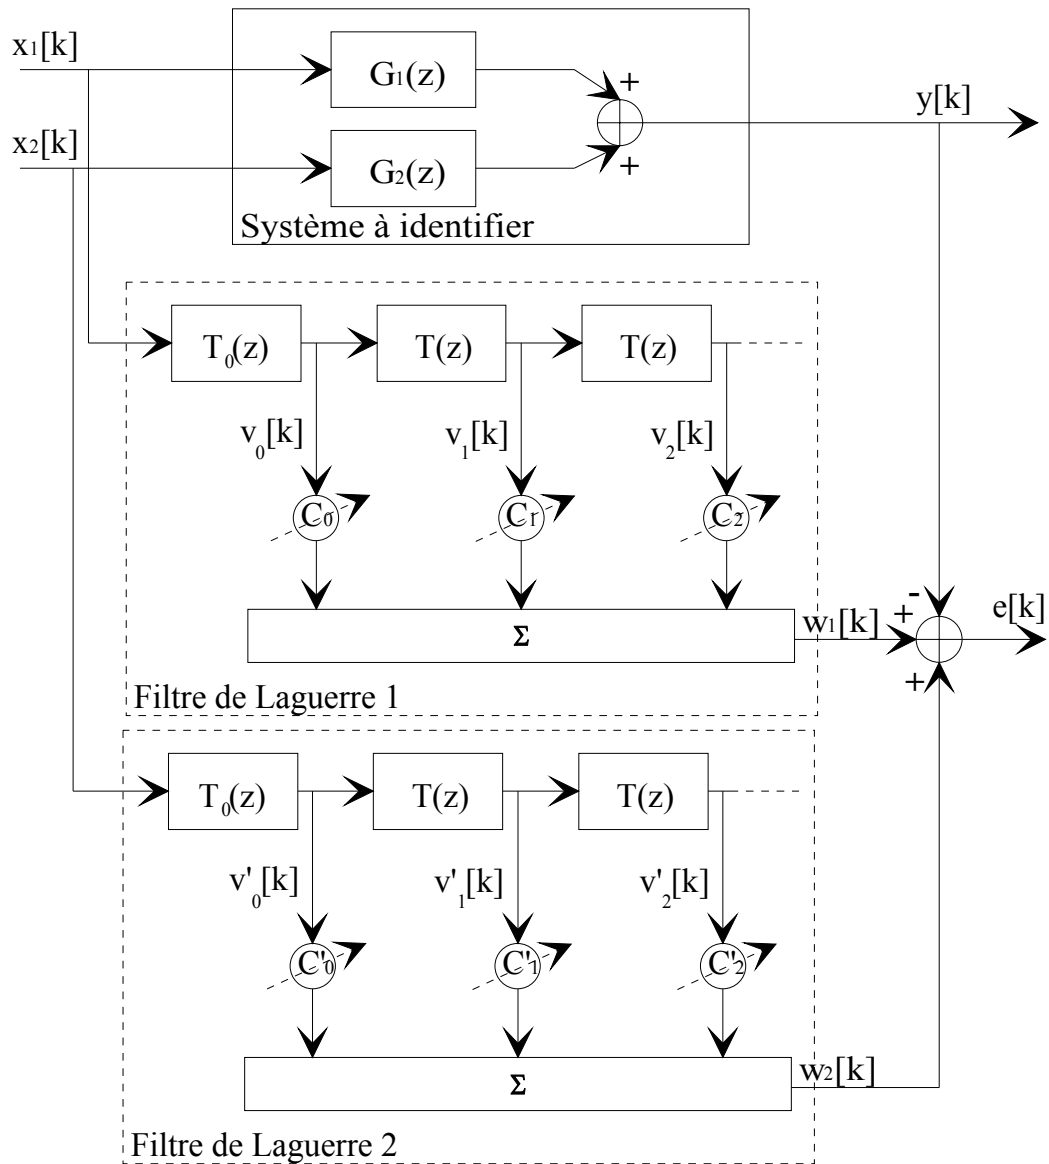 x1[k]
G1(z)
+
y[k]
x2[k]
G2(z)
+
Système à identifier
T0(z)
T(z)
T(z)
v0[k]
v1[k]
v2[k]
C0
C1
C2
Σ
w1[k]
+
-
e[k]
+
Filtre de Laguerre 1
T0(z)
T(z)
T(z)
v'0[k]
v'1[k]
v'2[k]
C'0
C'1
C'2
Σ
w2[k]
Filtre de Laguerre 2